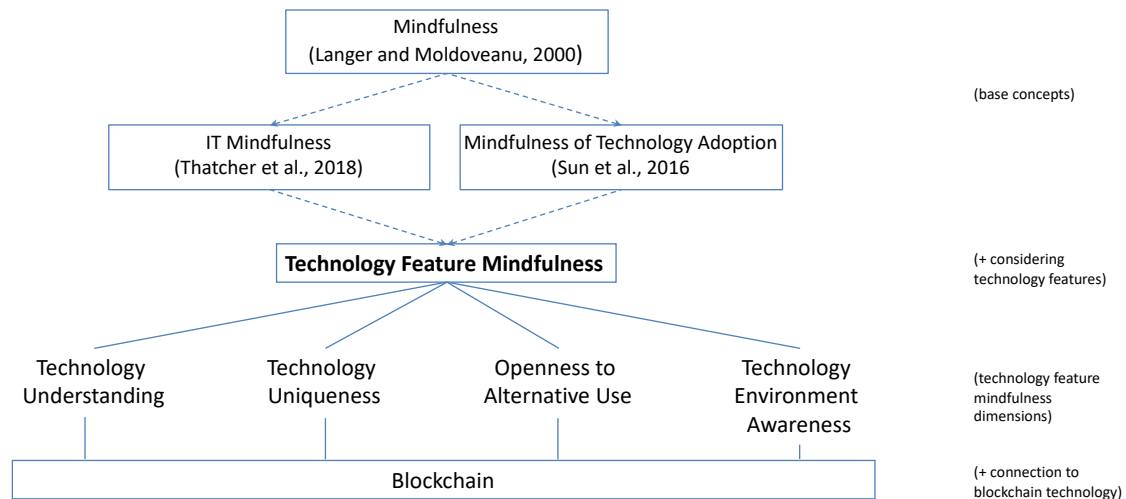 Mindfulness
(Langer and Moldoveanu, 2000)
(base concepts)
IT Mindfulness
(Thatcher et al., 2018)
Mindfulness of Technology Adoption
(Sun et al., 2016
Technology Feature Mindfulness
(+ considering
technology features)
Technology
Understanding
Technology
Uniqueness
Openness to
Alternative Use
Technology
Environment
Awareness
(technology feature
mindfulness
dimensions)
Blockchain
(+ connection to
blockchain technology)